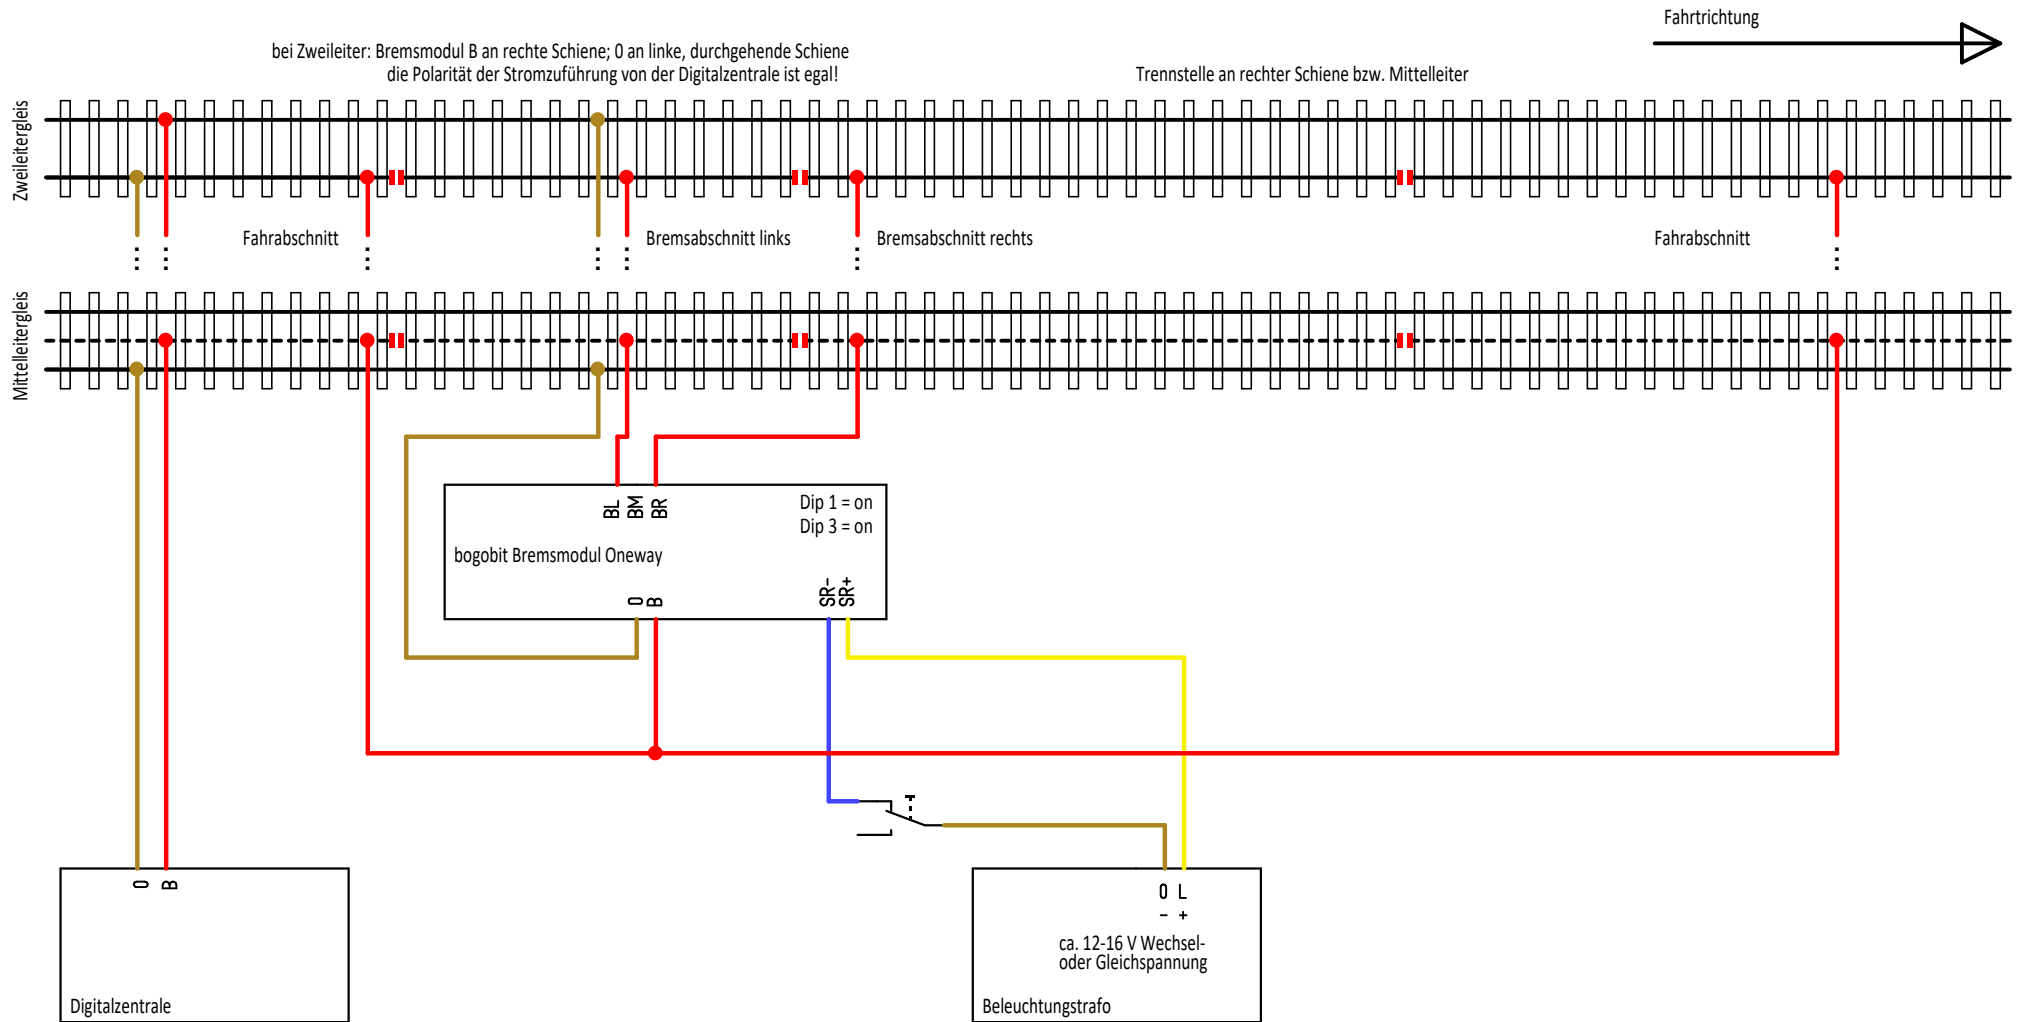 Fahrtrichtung
bei Zweileiter: Bremsmodul B an rechte Schiene; 0 an linke, durchgehende Schiene
die Polarität der Stromzuführung von der Digitalzentrale ist egal!
Trennstelle an rechter Schiene bzw. Mittelleiter
Zweileitergleis
Fahrabschnitt
Bremsabschnitt links
Bremsabschnitt rechts
Fahrabschnitt
Mittelleitergleis
BL
BM
BR
Dip 1 = on
Dip 3 = on
bogobit Bremsmodul Oneway
0
B
SR-
SR+
0
B
Digitalzentrale
0 L
- +
ca. 12-16 V Wechsel-
oder Gleichspannung
Beleuchtungstrafo